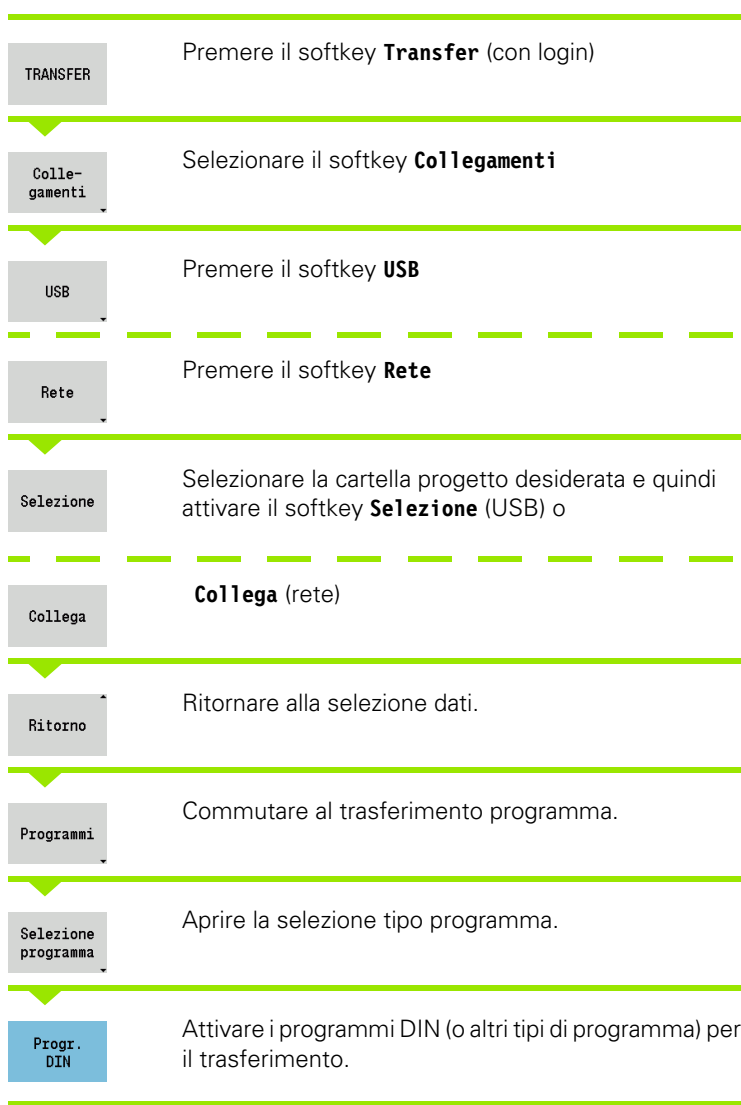 TRANSFER
Premere il softkey Transfer (con login)
Colle-
gamenti
Selezionare il softkey Collegamenti
USB
Premere il softkey USB
Rete
Premere il softkey Rete
Selezione
Selezionare la cartella progetto desiderata e quindi
attivare il softkey Selezione (USB) o
Collega
Collega (rete)
Ritorno
Ritornare alla selezione dati.
Programmi
Commutare al trasferimento programma.
Selezione
programma
Aprire la selezione tipo programma.
Progr.
DIN
Attivare i programmi DIN (o altri tipi di programma) per
il trasferimento.